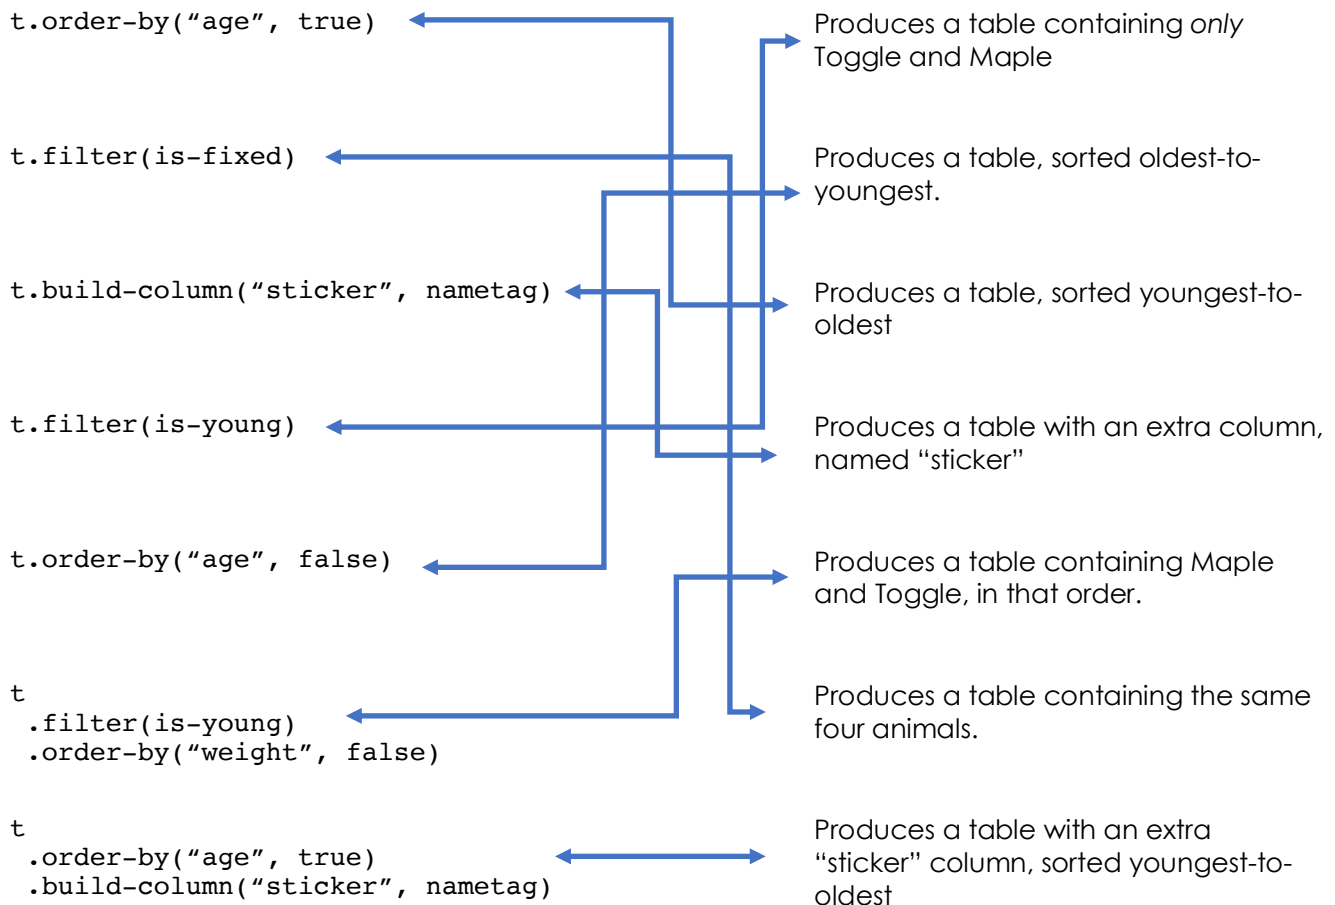 t.order-by(“age”, true)
Produces a table containing only
Toggle and Maple
t.filter(is-fixed)
Produces a table, sorted oldest-to-
youngest.
t.build-column(“sticker”, nametag)
Produces a table, sorted youngest-to-
oldest
t.filter(is-young)
Produces a table with an extra column,
named “sticker”
t.order-by(“age”, false)
Produces a table containing Maple
and Toggle, in that order.
t
.filter(is-young)
.order-by(“weight”, false)
Produces a table containing the same
four animals.
t
.order-by(“age”, true)
.build-column(“sticker”, nametag)
Produces a table with an extra
“sticker” column, sorted youngest-to-
oldest